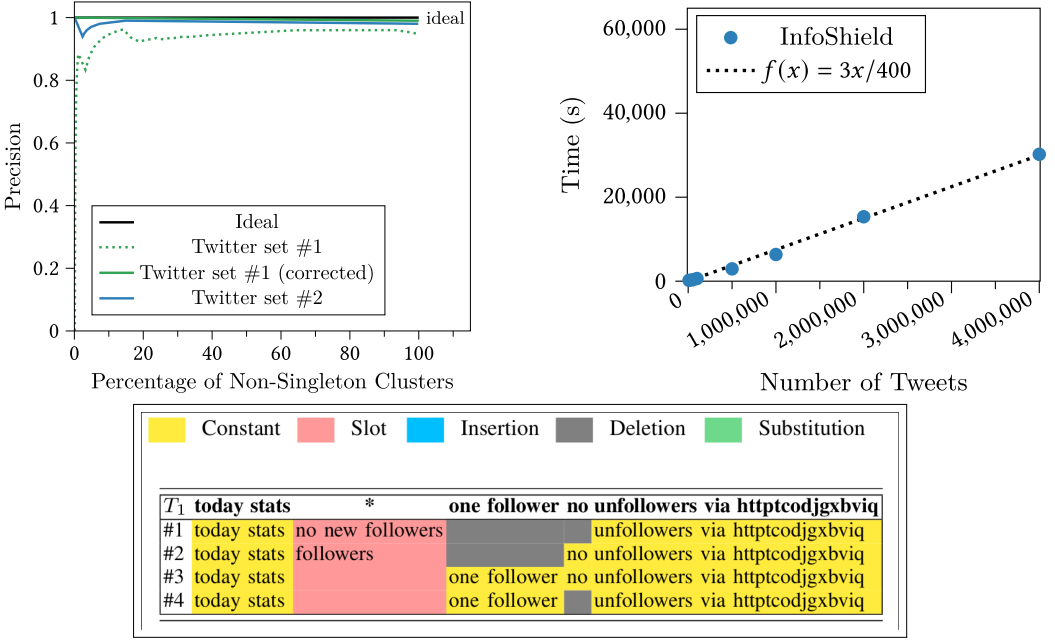 1
0.8
0.6
0.4
0.2
0
Precision
ideal
Ideal
Twitter set #1
Twitter set #1 (corrected)
Twitter set #2
0 20 40 60 80 100
Percentage of Non-Singleton Clusters
60,000
40,000
20,000
0
Time (s)
InfoShield
f(x) = 3x/400
0 1,000,000 2,000,000 3,000,000 4,000,000
Number of Tweets
Constant Slot Insertion Deletion Substitution
T1 today stats * one follower no unfollowers via httptcodjgxbviq
#1 today stats no new followers unfollowers via httptcodjgxbviq
#2 today stats followers no unfollowers via httptcodjgxbviq
#3 today stats one follower no unfollowers via httptcodjgxbviq
#4 today stats one follower unfollowers via httptcodjgxbviq